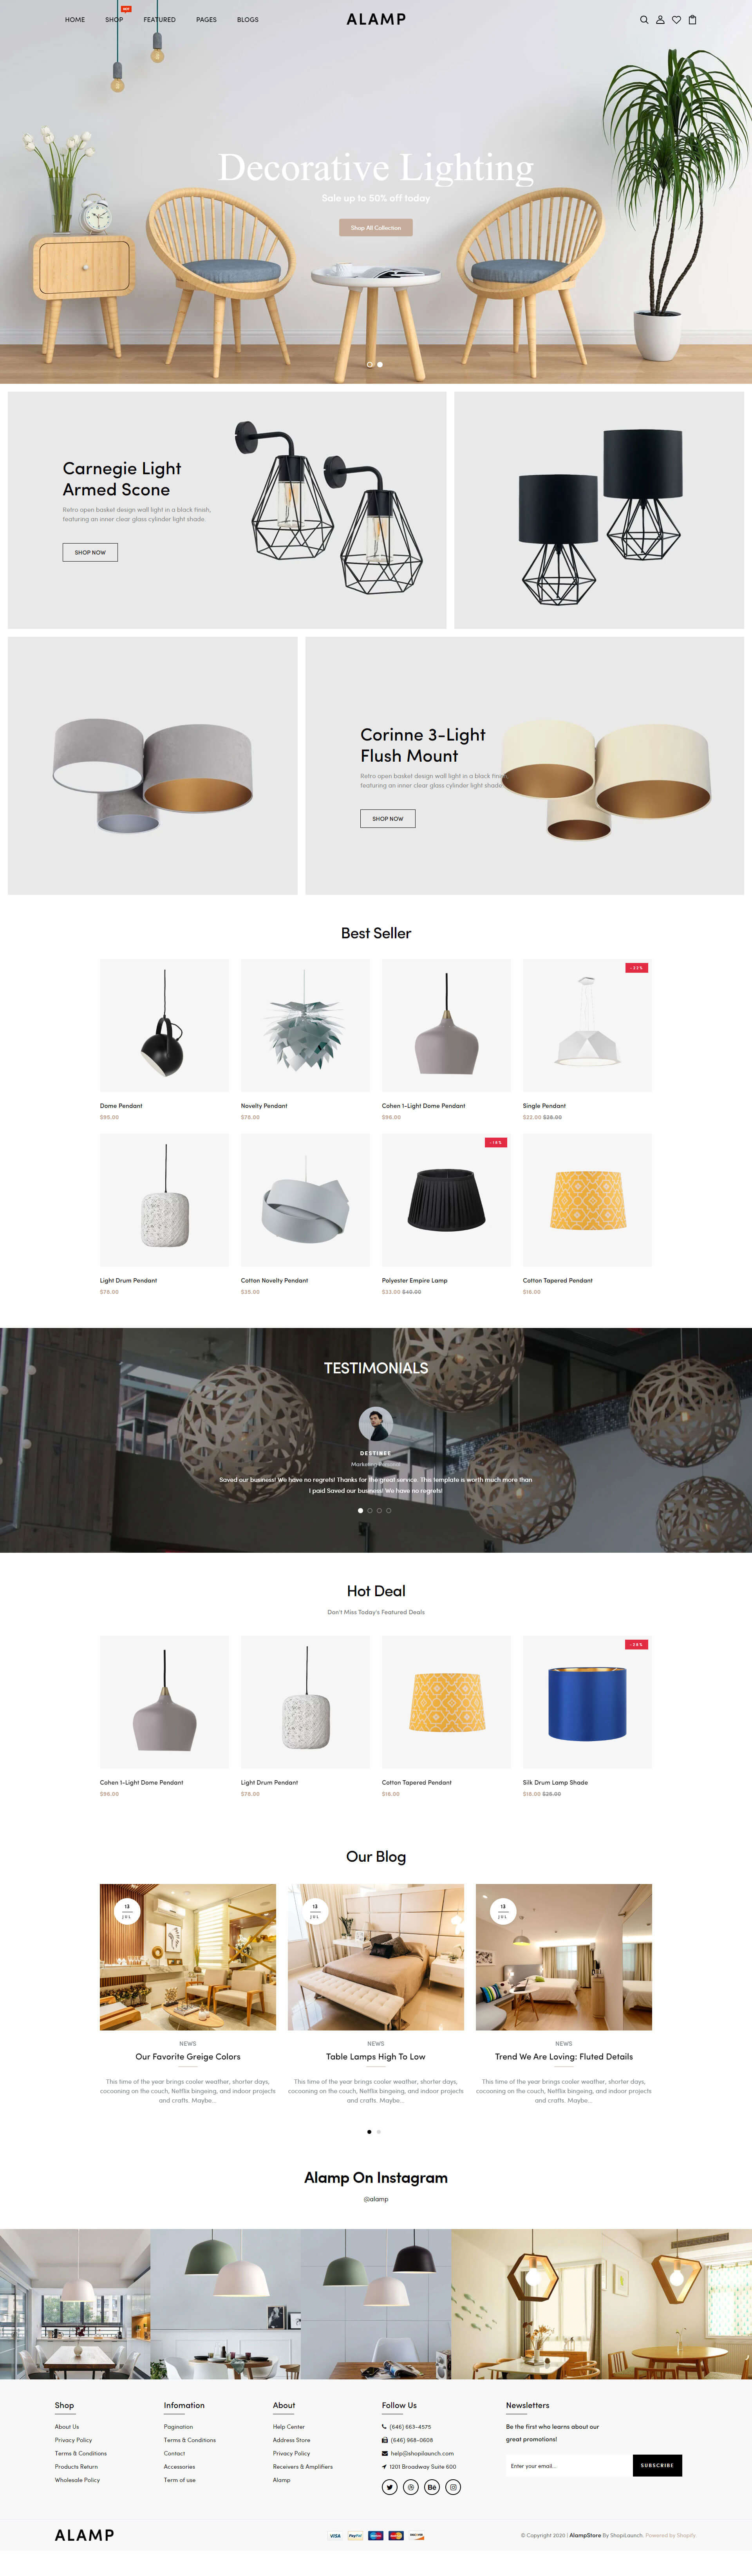 HOME SHOP FEATURED PAGES BLOGS
ALAMP
Decorative Lighting
Sale up to 50% off today
Shop All Collection
Carnegie Light
Armed Scone
Retro open basket design wall light in a black finish,
featuring an inner clear glass cylinder light shade.
SHOP NOW
Corinne 3-Light
Flush Mount
Retro open basket design wall light in a black finish,
featuring an inner clear glass cylinder light shade.
SHOP NOW
Best Seller
Dome Pendant
$95.00
Novelty Pendant
$78.00
Cohen 1-Light Dome Pendant
$98.00
Single Pendant
$22.00 $28.00
Light Drum Pendant
$78.00
Cotton Novelty Pendant
$35.00
Polyester Empire Lamp
$33.00 $40.00
Cotton Tapered Pendant
$16.00
TESTIMONIALS
DESTINEE
Marketing
Saved our business! We have no regrets! Thanks for the great service. This template is worth much more than
I paid Saved our business! We have no regrets!
Hot Deal
Don't Miss Today's Featured Deals
Cohen 1-Light Dome Pendant
$98.00
Light Drum Pendant
$78.00
Cotton Tapered Pendant
$16.00
Silk Drum Lamp Shade
$18.00 $25.00
Our Blog
13
JUL
13
JUL
13
JUL
NEWS
Our Favorite Greige Colors
This time of the year brings cooler weather, shorter days,
cocooning on the couch, Netflix bingeing, and indoor projects
and crafts. Maybe...
NEWS
Table Lamps High To Low
This time of the year brings cooler weather, shorter days,
cocooning on the couch, Netflix bingeing, and indoor projects
and crafts. Maybe...
NEWS
Trend We Are Loving: Fluted Details
This time of the year brings cooler weather, shorter days,
cocooning on the couch, Netflix bingeing, and indoor projects
and crafts. Maybe...
Alamp On Instagram
@alamp
Shop
About Us
Privacy Policy
Terms & Conditions
Products Return
Wholesale Policy
Infomation
Pagination
Terms & Conditions
Contact
Accessories
Term of use
About
Help Center
Address Store
Privacy Policy
Receivers & Amplifiers
Alamp
Follow Us
(646) 663-4575
(646) 968-0608
help@shopilaunch.com
1201 Broadway Suite 600
Newsletters
Be the first who learns about our
great promotions!
Enter your email...
SUBSCRIBE
ALAMP
VISA PayPal
© Copyright 2020 | AlampStore By ShopiLaunch. Powered by Shopify